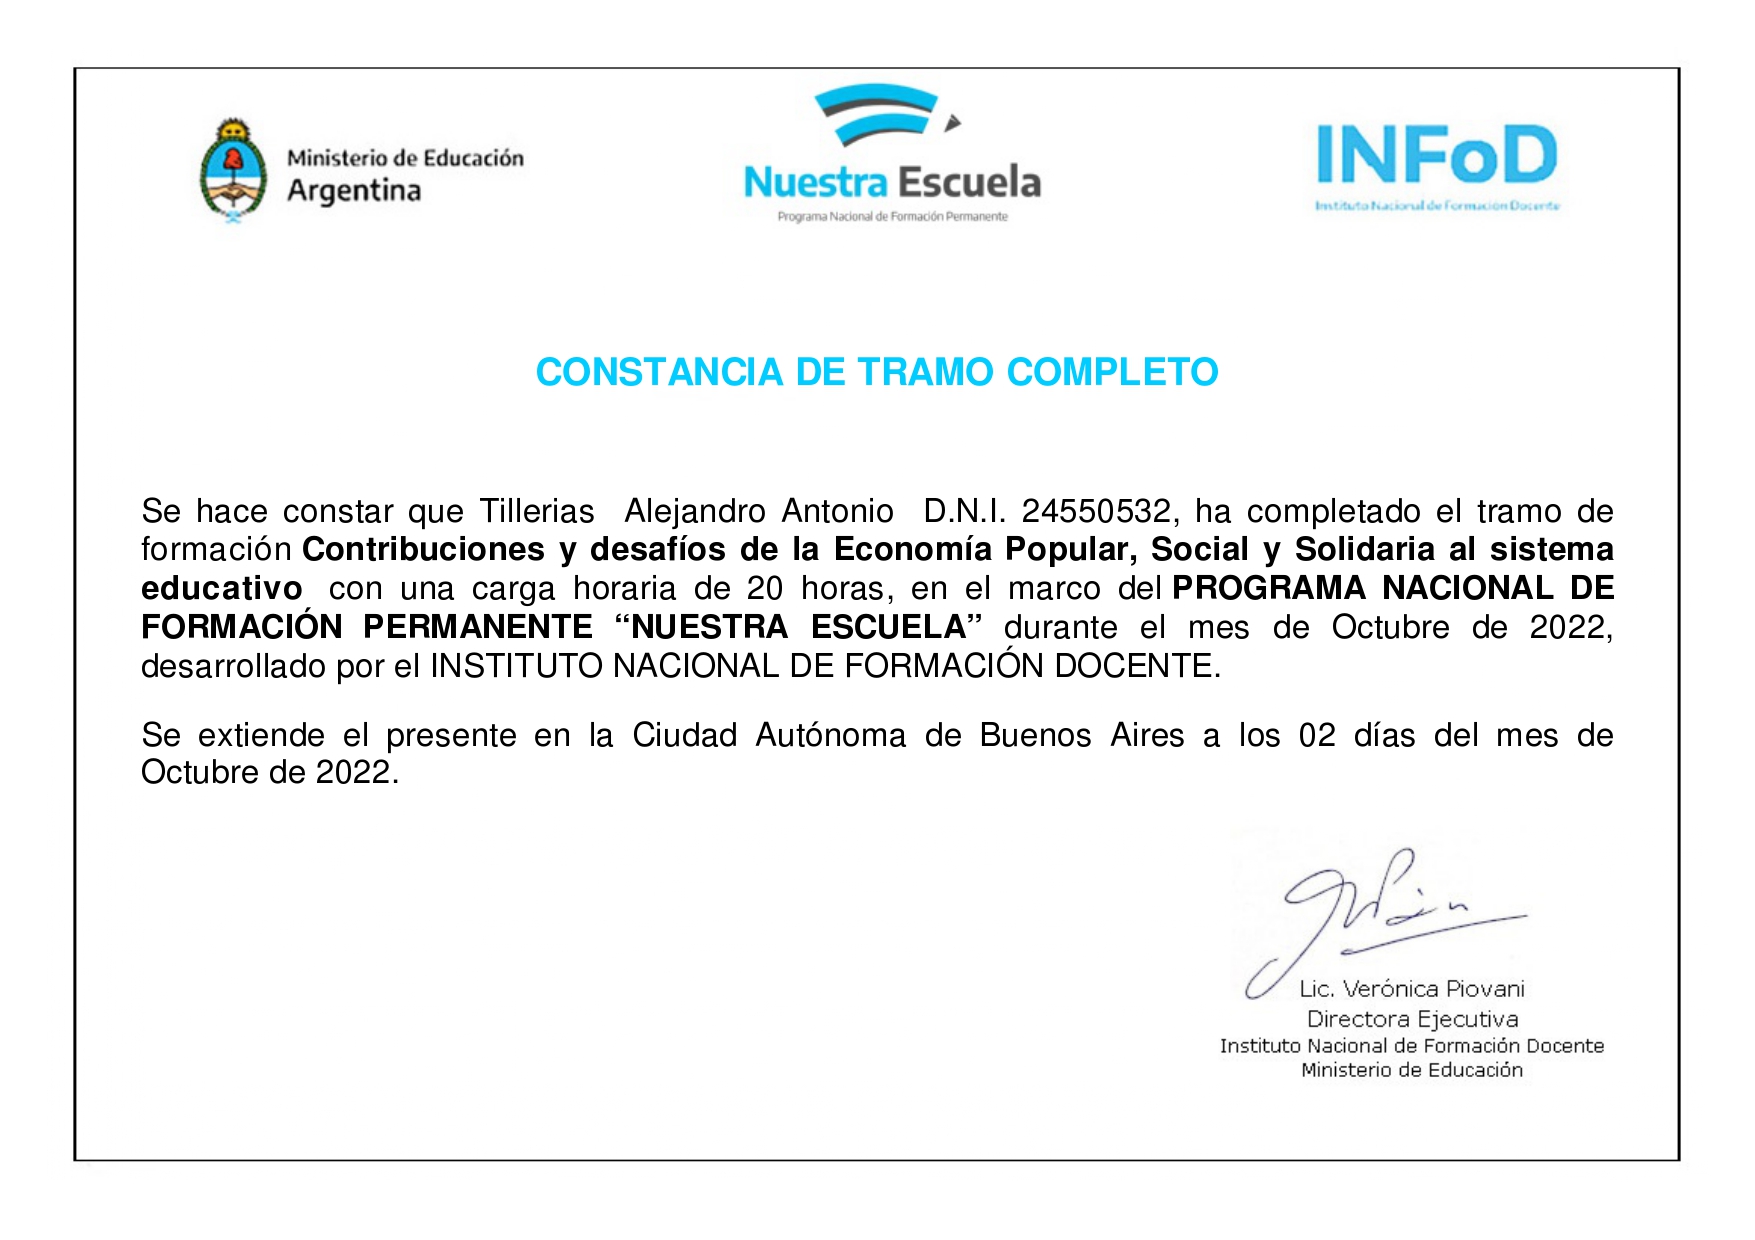 Ministerio de Educación
Argentina
Nuestra Escuela
Programa Nacional de Formación Permanente
INFoD
Instituto Nacional de Formación Docente
CONSTANCIA DE TRAMO COMPLETO
Se hace constar que Tillerias Alejandro Antonio D.N.I. 24550532, ha completado el tramo de
formación Contribuciones y desafíos de la Economía Popular, Social y Solidaria al sistema
educativo con una carga horaria de 20 horas, en el marco del PROGRAMA NACIONAL DE
FORMACIÓN PERMANENTE “NUESTRA ESCUELA” durante el mes de Octubre de 2022,
desarrollado por el INSTITUTO NACIONAL DE FORMACIÓN DOCENTE.
Se extiende el presente en la Ciudad Autónoma de Buenos Aires a los 02 días del mes de
Octubre de 2022.
Lic. Verónica Piovani
Directora Ejecutiva
Instituto Nacional de Formación Docente
Ministerio de Educación